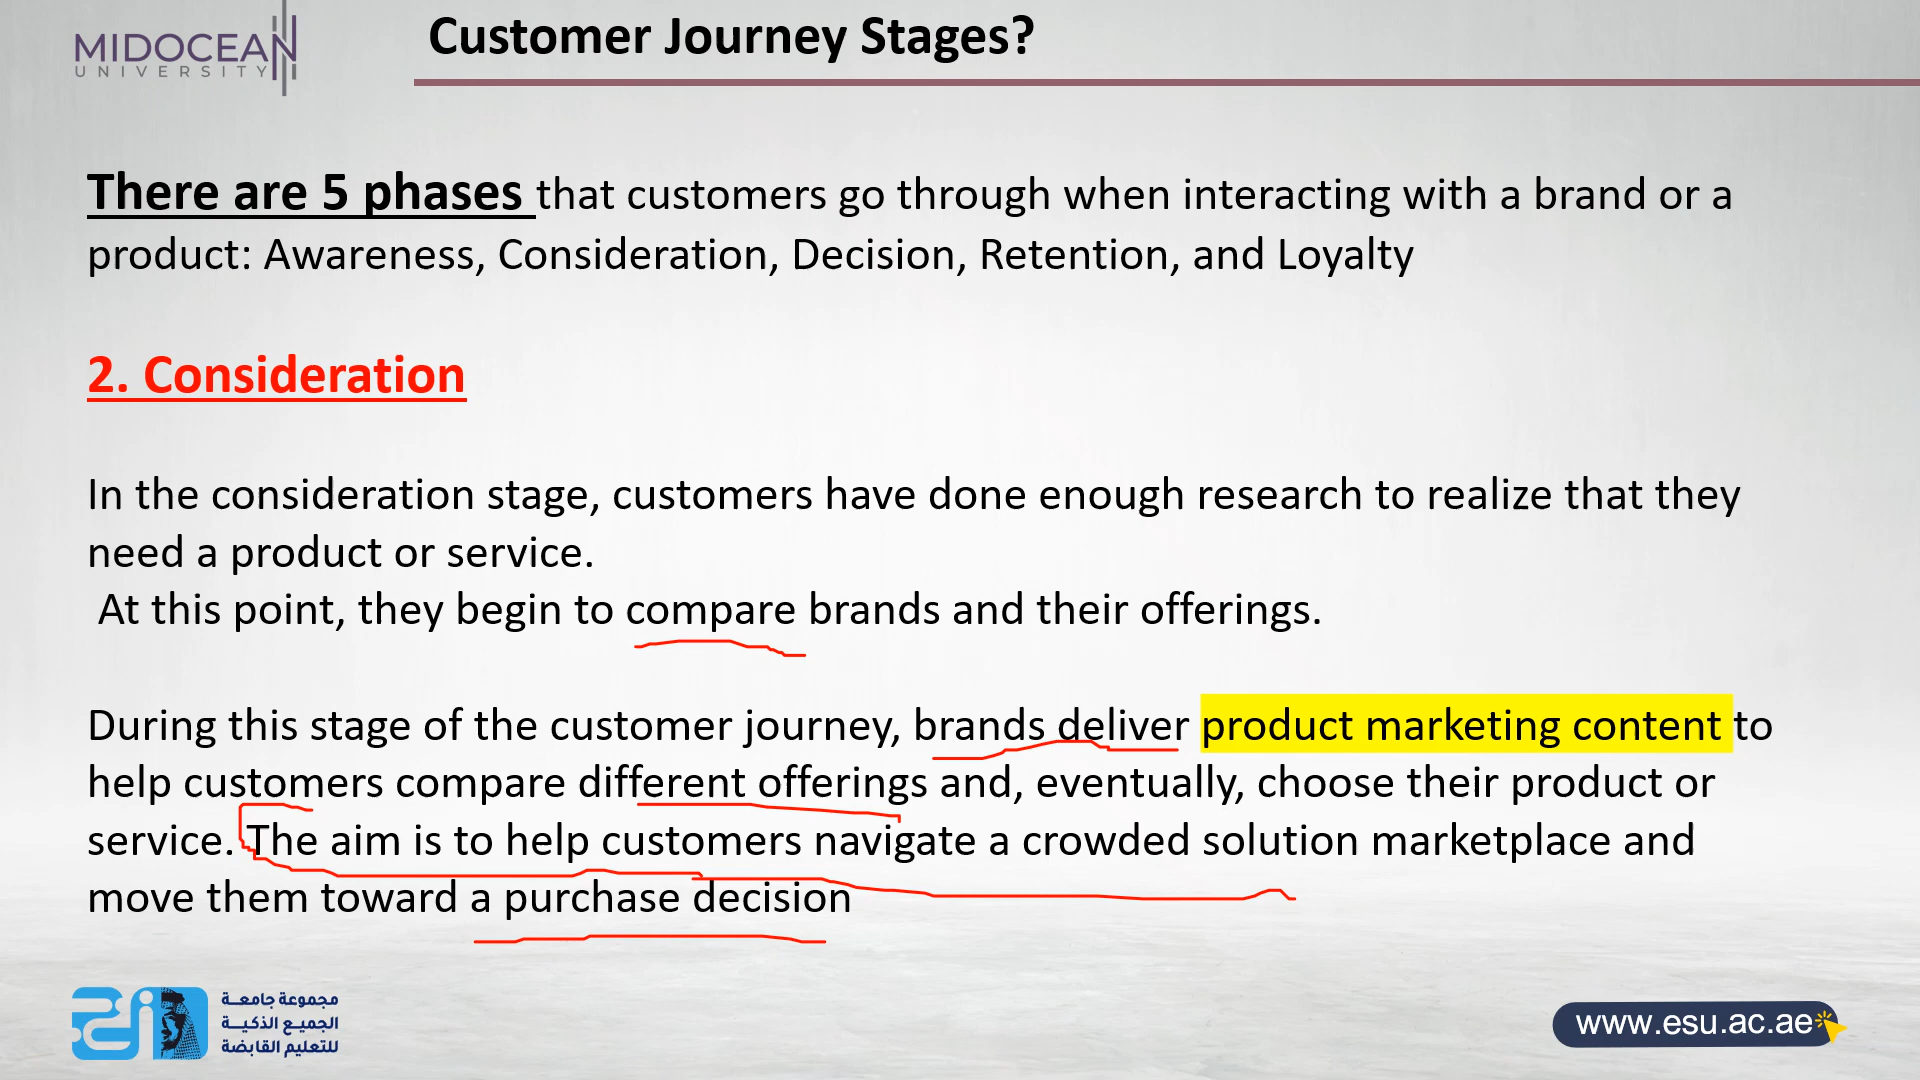 MIDOCEAN
UNIVERSITY
Customer Journey Stages?
There are 5 phases that customers go through when interacting with a brand or a
product: Awareness, Consideration, Decision, Retention, and Loyalty
2. Consideration
In the consideration stage, customers have done enough research to realize that they
need a product or service.
At this point, they begin to compare brands and their offerings.
During this stage of the customer journey, brands deliver product marketing content to
help customers compare different offerings and, eventually, choose their product or
service. The aim is to help customers navigate a crowded solution marketplace and
move them toward a purchase decision
مجموعة جامعة
الجميع الذكية
للتعليم القابضة
www.esu.ac.ae